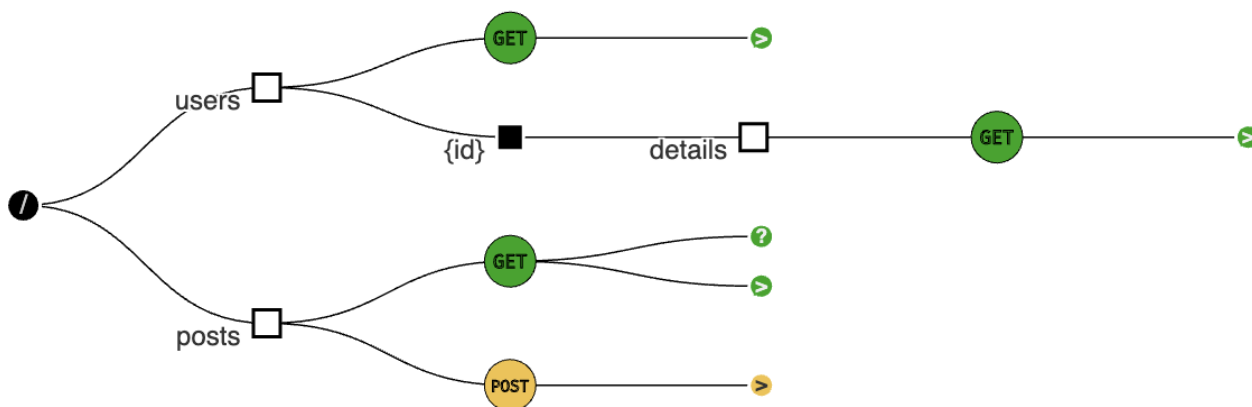 GET >
users
{id} details GET >
/
GET ?
>
posts
POST >